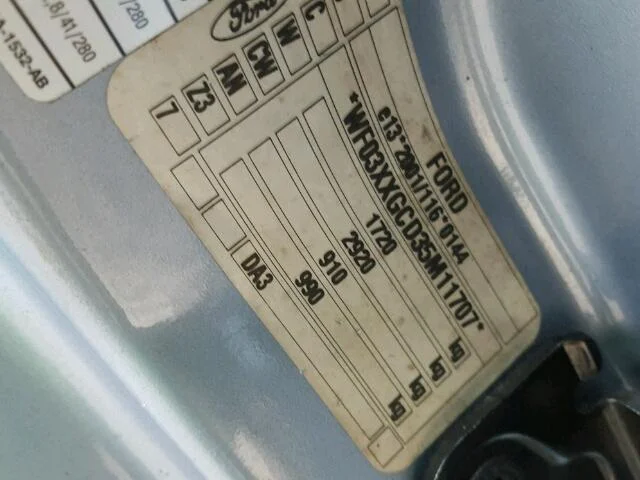 FORD
e13*2001/116*0144
*WF03XXGCD35M11707*
1720 kg
2920 kg
910 kg
990 kg
DA3
Ford
C
W
CW
AN
Z3
7
,8/41/280
/280
A-1532-AB